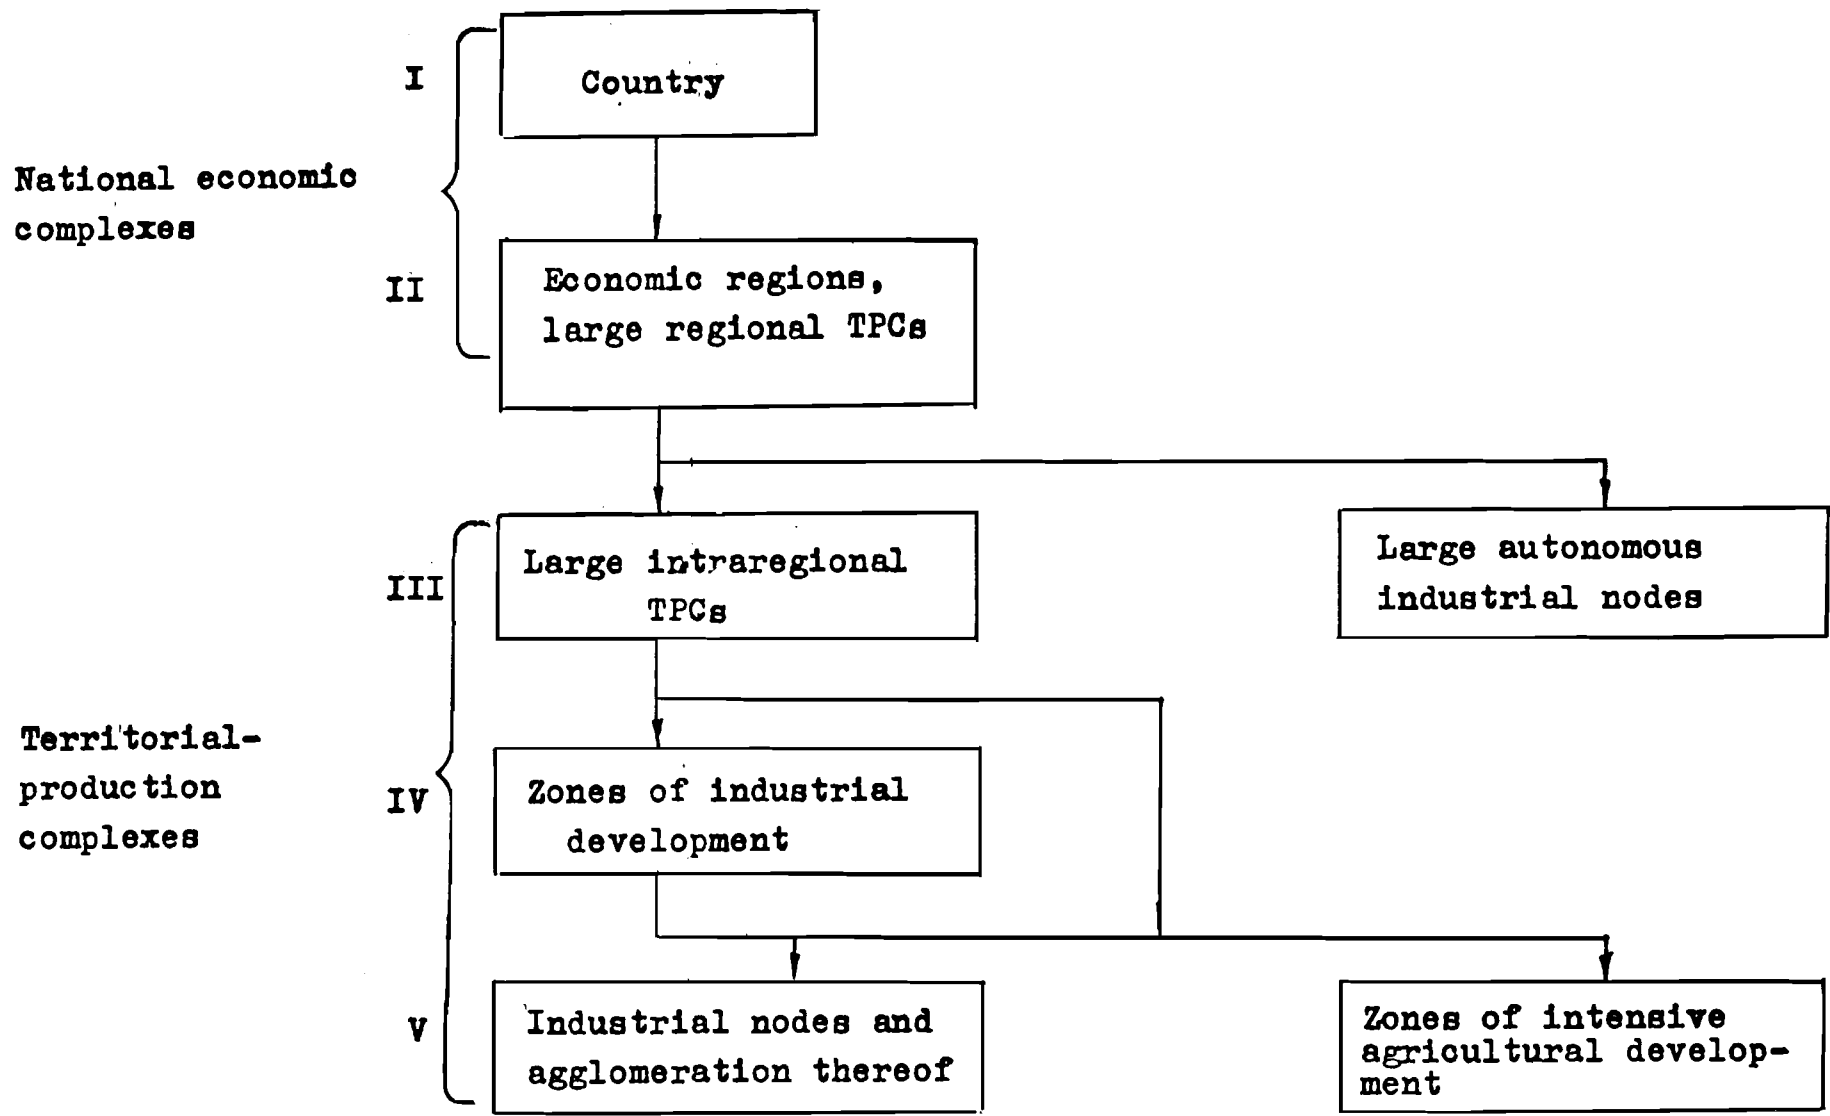 I
Country
National economic
complexes
II
Economic regions,
large regional TPCs
III
Large intraregional
TPCs
Large autonomous
industrial nodes
Territorial-
production
complexes
IV
Zones of industrial
development
V
Industrial nodes and
agglomeration thereof
Zones of intensive
agricultural develop-
ment